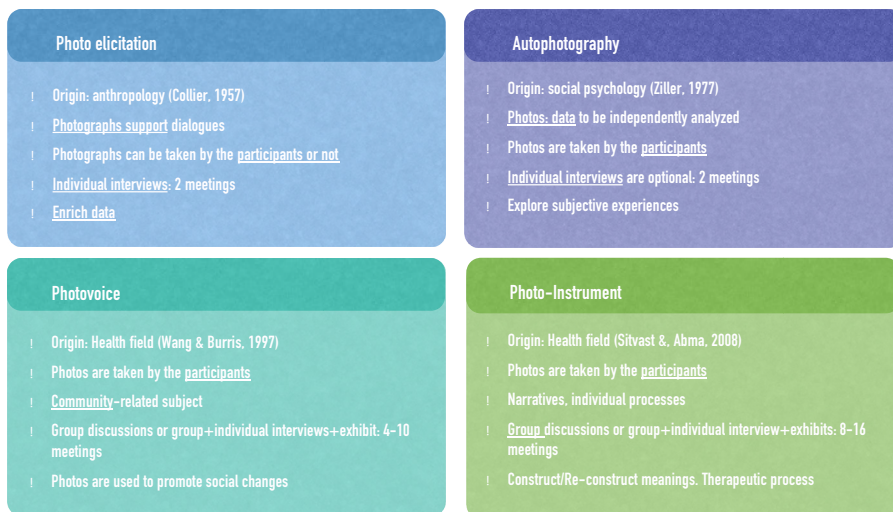 Photo elicitation
! Origin: anthropology (Collier, 1957)
! Photographs support dialogues
! Photographs can be taken by the participants or not
! Individual interviews: 2 meetings
! Enrich data
Autophotography
! Origin: social psychology (Ziller, 1977)
! Photos: data to be independently analyzed
! Photos are taken by the participants
! Individual interviews are optional: 2 meetings
! Explore subjective experiences
Photovoice
! Origin: Health field (Wang & Burris, 1997)
! Photos are taken by the participants
! Community-related subject
! Group discussions or group+individual interviews+exhibit: 4-10
meetings
! Photos are used to promote social changes
Photo-Instrument
! Origin: Health field (Sitvast &, Abma, 2008)
! Photos are taken by the participants
! Narratives, individual processes
! Group discussions or group+individual interview+exhibits: 8-16
meetings
! Construct/Re-construct meanings. Therapeutic process